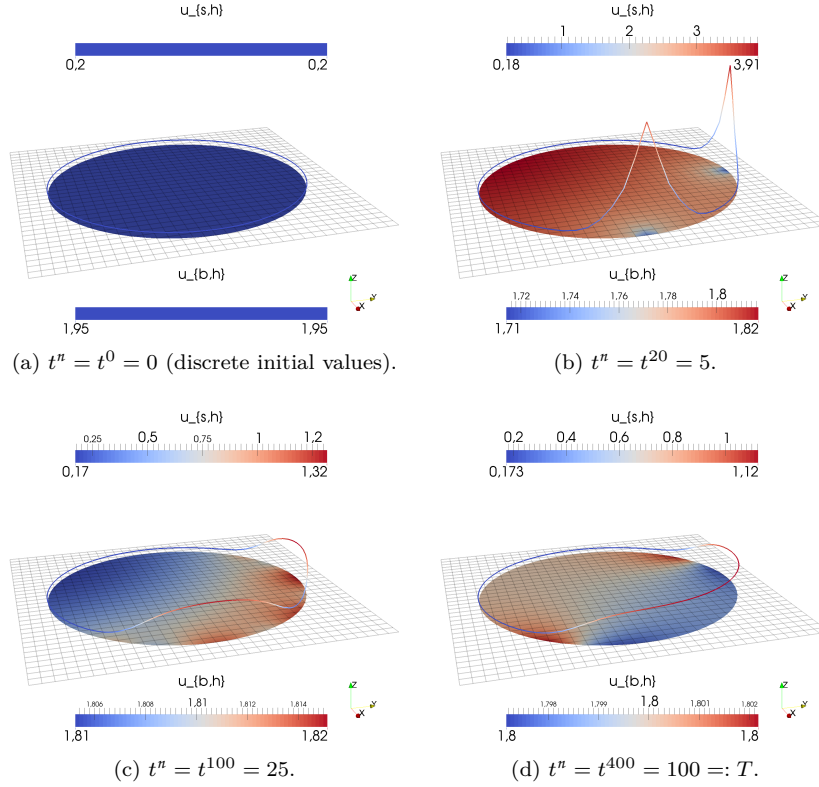 u_{s,h}
0,2 0,2
u_{b,h}
1,95 1,95
Z
X Y
(a) tⁿ = t⁰ = 0 (discrete initial values).
u_{s,h}
1 2 3
0,18 3,91
u_{b,h}
1,72 1,74 1,76 1,78 1,8
1,71 1,82
Z
X Y
(b) tⁿ = t²⁰ = 5.
u_{s,h}
0,25 0,5 0,75 1 1,2
0,17 1,32
u_{b,h}
1,806 1,808 1,81 1,812 1,814
1,81 1,82
Z
X Y
(c) tⁿ = t¹⁰⁰ = 25.
u_{s,h}
0,2 0,4 0,6 0,8 1
0,173 1,12
u_{b,h}
1,798 1,799 1,8 1,801 1,802
1,8 1,8
Z
X Y
(d) tⁿ = t⁴⁰⁰ = 100 =: T.